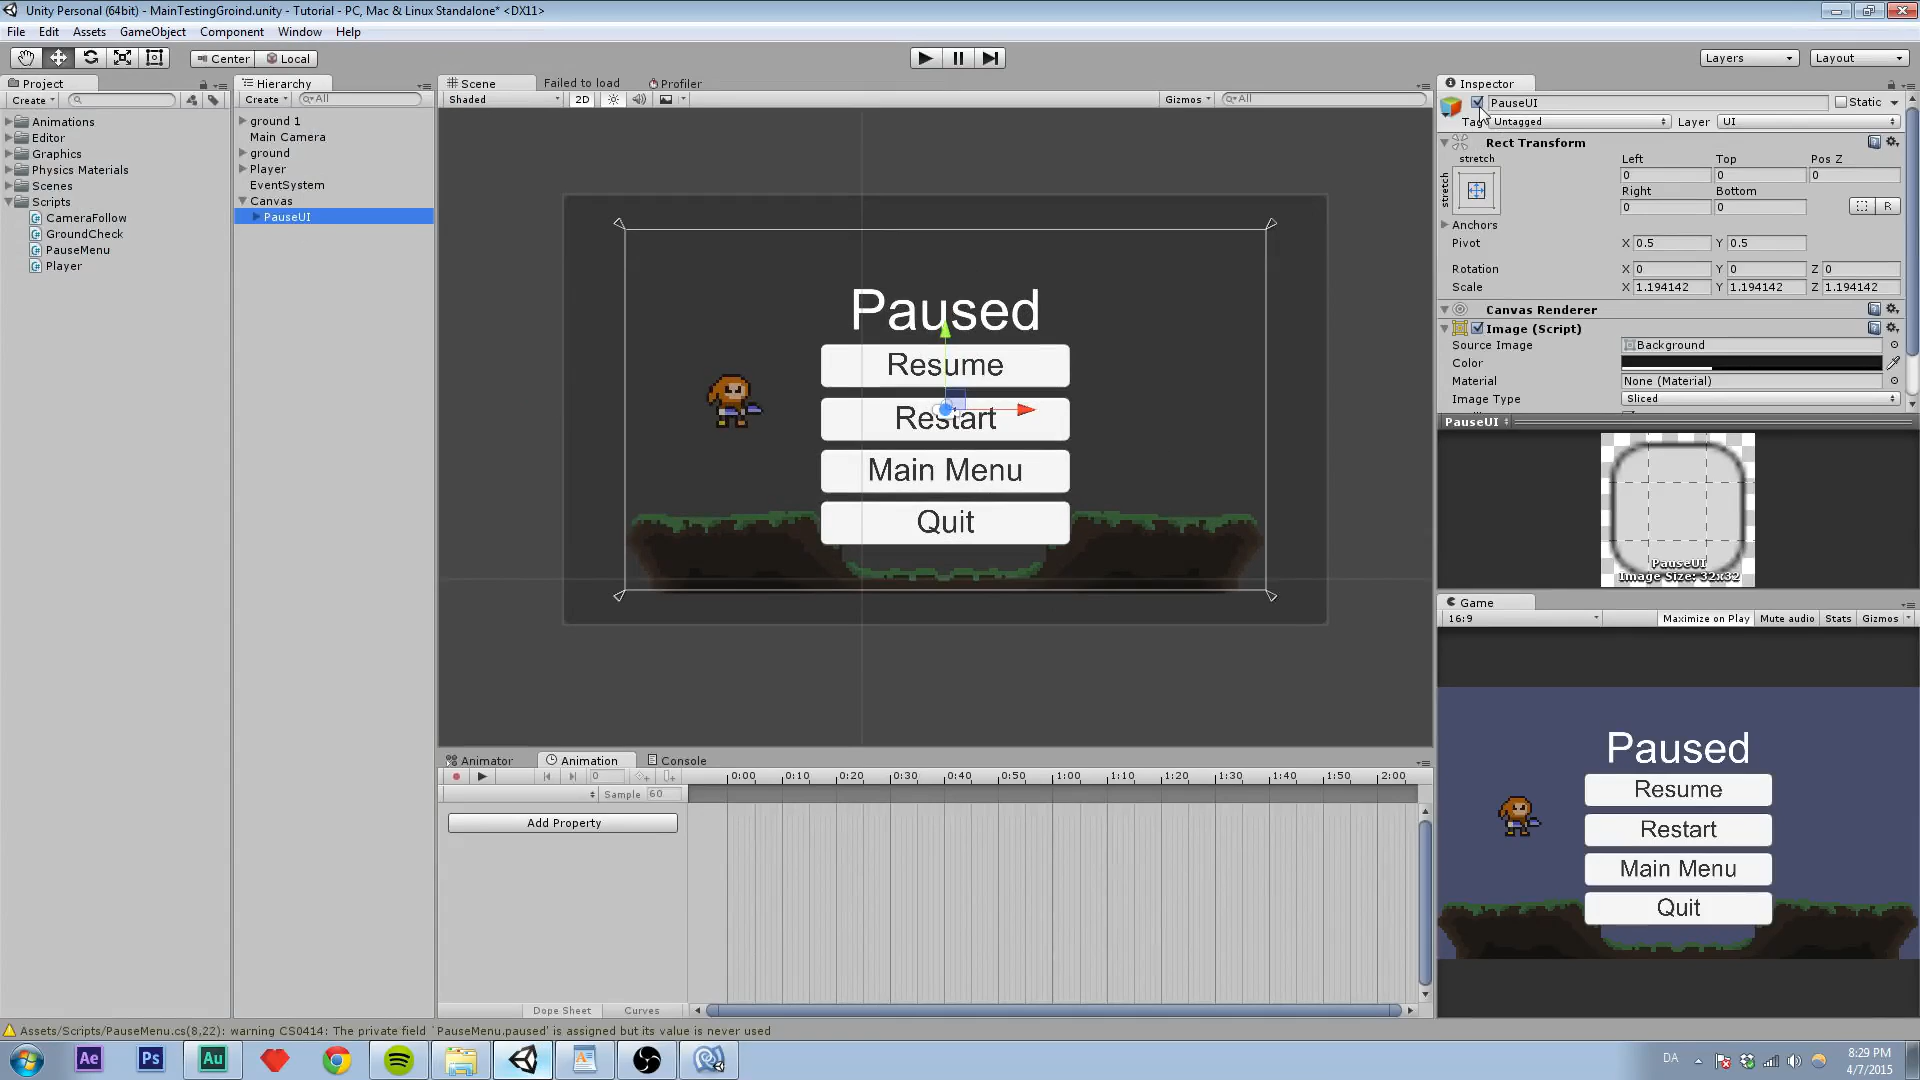 Unity Personal (64bit) - MainTestingGroind.unity - Tutorial - PC, Mac & Linux Standalone* <DX11>
File Edit Assets GameObject Component Window Help
Center Local Layers Layout
Project
Create
Animations
Editor
Graphics
Physics Materials
Scenes
Scripts
CameraFollow
GroundCheck
PauseMenu
Player
Hierarchy
Create All
ground 1
Main Camera
ground
Player
EventSystem
Canvas
PauseUI
Scene Failed to load Profiler
Shaded 2D Gizmos All
Paused
Resume
Restart
Main Menu
Quit
Animator Animation Console
0 0:00 0:10 0:20 0:30 0:40 0:50 1:00 1:10 1:20 1:30 1:40 1:50 2:00
Sample 60
Add Property
Dope Sheet Curves
Inspector
PauseUI Static
Tag Untagged Layer UI
Rect Transform
stretch Left Top Pos Z
stretch 0 0 0
Right Bottom
0 0 R
Anchors
Pivot X 0.5 Y 0.5
Rotation X 0 Y 0 Z 0
Scale X 1.194142 Y 1.194142 Z 1.194142
Canvas Renderer
Image (Script)
Source Image Background
Color
Material None (Material)
Image Type Sliced
PauseUI
PauseUI
Image Size: 32x32
Game
16:9 Maximize on Play Mute audio Stats Gizmos
Paused
Resume
Restart
Main Menu
Quit
Assets/Scripts/PauseMenu.cs(8,22): warning CS0414: The private field `PauseMenu.paused' is assigned but its value is never used
Ae Ps Au DA 8:29 PM
4/7/2015